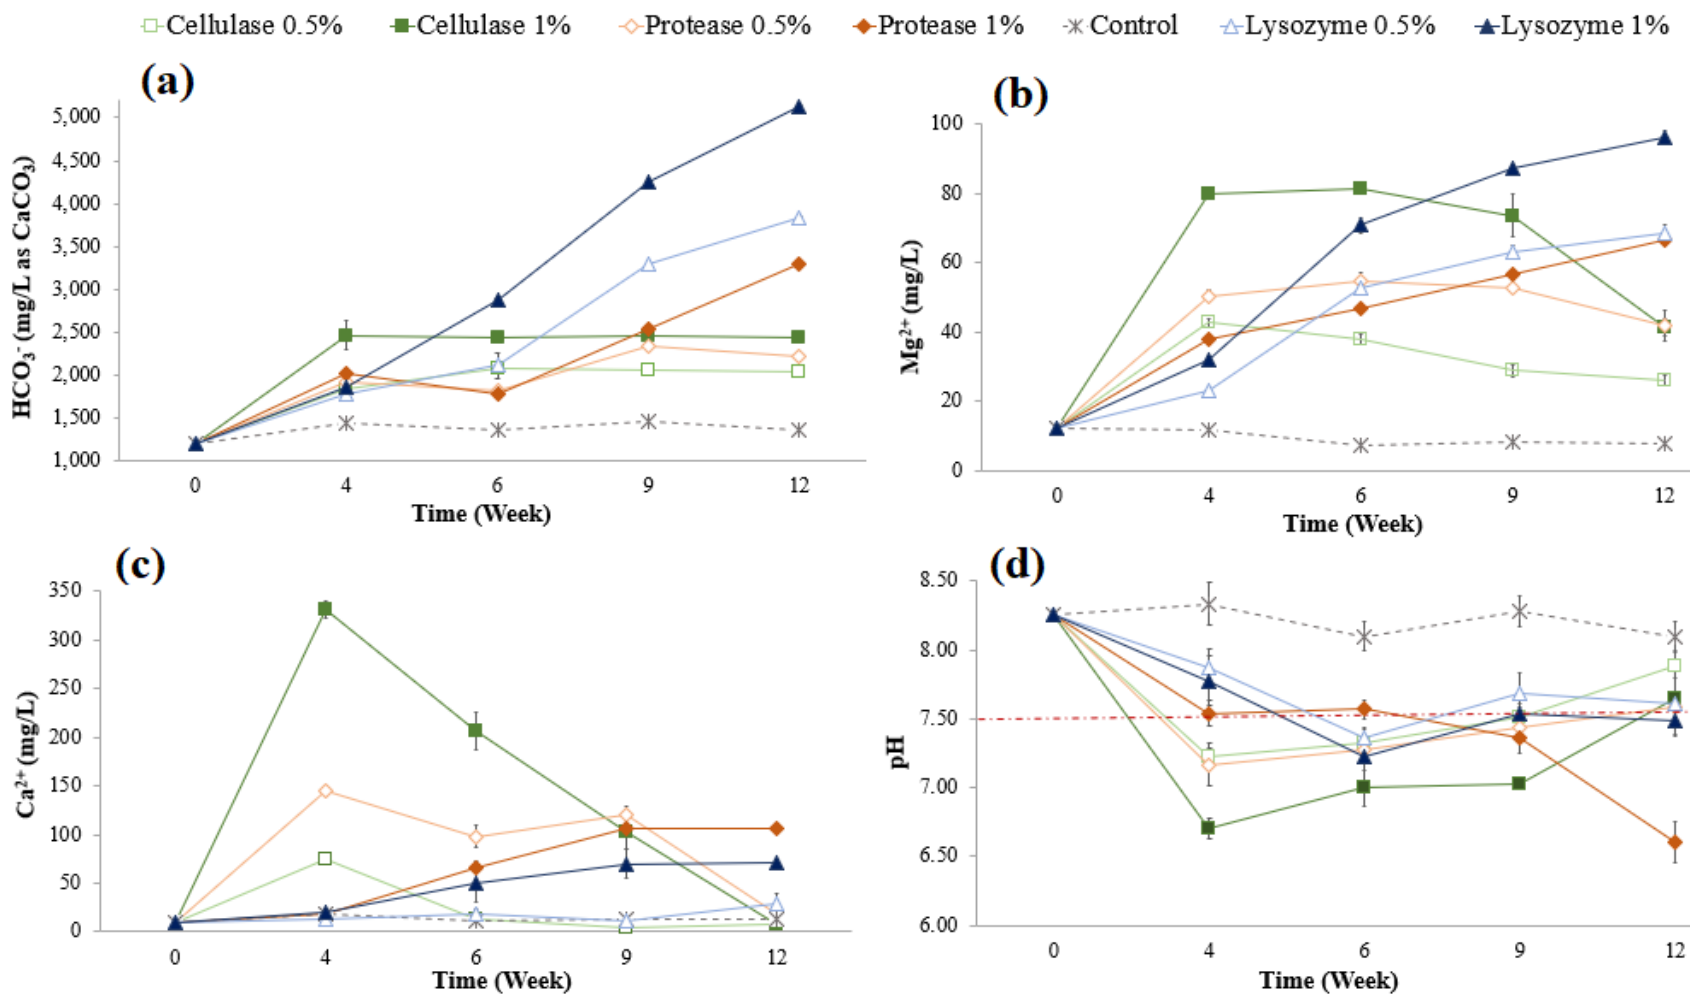 Cellulase 0.5% Cellulase 1% Protease 0.5% Protease 1% Control Lysozyme 0.5% Lysozyme 1%
(a)
HCO₃⁻ (mg/L as CaCO₃)
5,000
4,500
4,000
3,500
3,000
2,500
2,000
1,500
1,000
0 4 6 9 12
Time (Week)
(b)
Mg²⁺ (mg/L)
100
80
60
40
20
0
0 4 6 9 12
Time (Week)
(c)
Ca²⁺ (mg/L)
350
300
250
200
150
100
50
0
0 4 6 9 12
Time (Week)
(d)
pH
8.50
8.00
7.50
7.00
6.50
6.00
0 4 6 9 12
Time (Week)